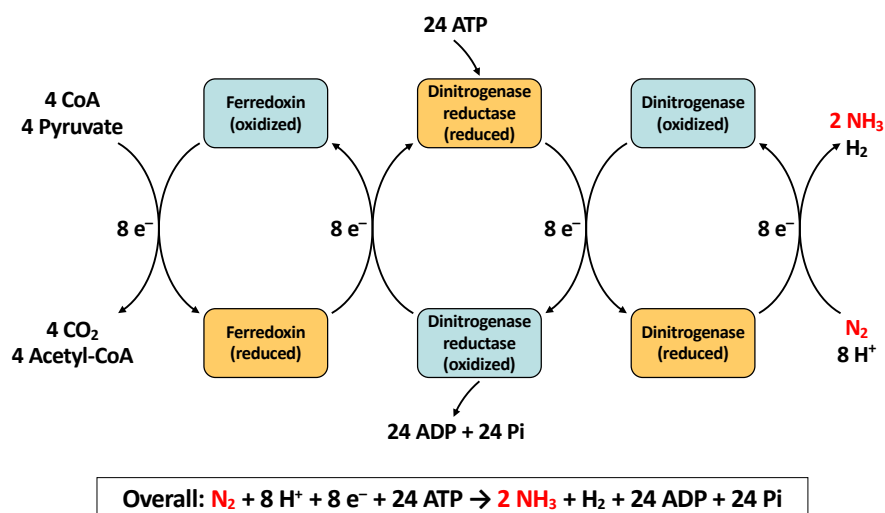 24 ATP
4 CoA
4 Pyruvate
Ferredoxin
(oxidized)
Dinitrogenase
reductase
(reduced)
Dinitrogenase
(oxidized)
2 NH₃
H₂
8 e⁻
8 e⁻
8 e⁻
8 e⁻
4 CO₂
4 Acetyl-CoA
Ferredoxin
(reduced)
Dinitrogenase
reductase
(oxidized)
Dinitrogenase
(reduced)
N₂
8 H⁺
24 ADP + 24 Pi
Overall: N₂ + 8 H⁺ + 8 e⁻ + 24 ATP → 2 NH₃ + H₂ + 24 ADP + 24 Pi